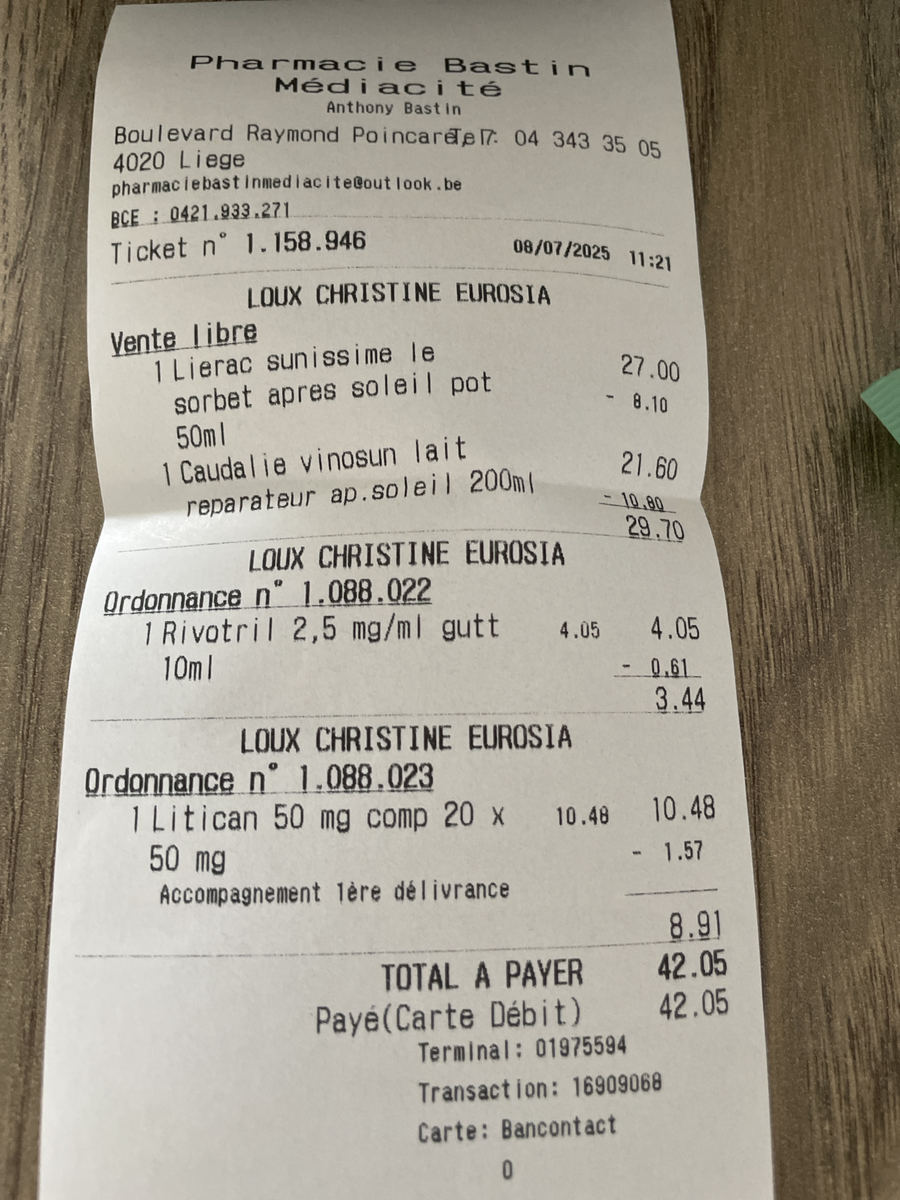 Pharmacie Bastin
Médiacité
Anthony Bastin
Boulevard Raymond Poincaré, 7 Tel: 04 343 35 05
4020 Liege
pharmaciebastinmediacite@outlook.be
BCE : 0421.933.271
Ticket n° 1.158.946 08/07/2025 11:21
LOUX CHRISTINE EUROSIA
Vente libre
1 Lierac sunissime le 27.00
sorbet apres soleil pot - 8.10
50ml
1 Caudalie vinosun lait 21.60
reparateur ap.soleil 200ml - 10.80
29.70
LOUX CHRISTINE EUROSIA
Ordonnance n° 1.088.022
1 Rivotril 2,5 mg/ml gutt 4.05 4.05
10ml - 0.61
3.44
LOUX CHRISTINE EUROSIA
Ordonnance n° 1.088.023
1 Litican 50 mg comp 20 x 10.48 10.48
50 mg - 1.57
Accompagnement 1ère délivrance
8.91
TOTAL A PAYER 42.05
Payé(Carte Débit) 42.05
Terminal: 01975594
Transaction: 16909068
Carte: Bancontact
0